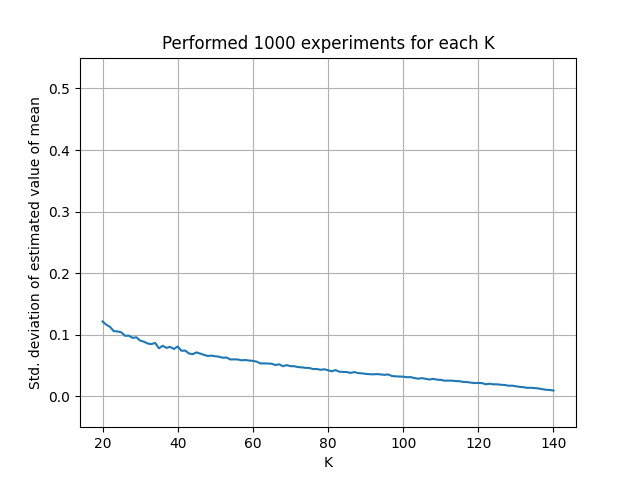 Performed 1000 experiments for each K
Std. deviation of estimated value of mean
0.5
0.4
0.3
0.2
0.1
0.0
20 40 60 80 100 120 140
K